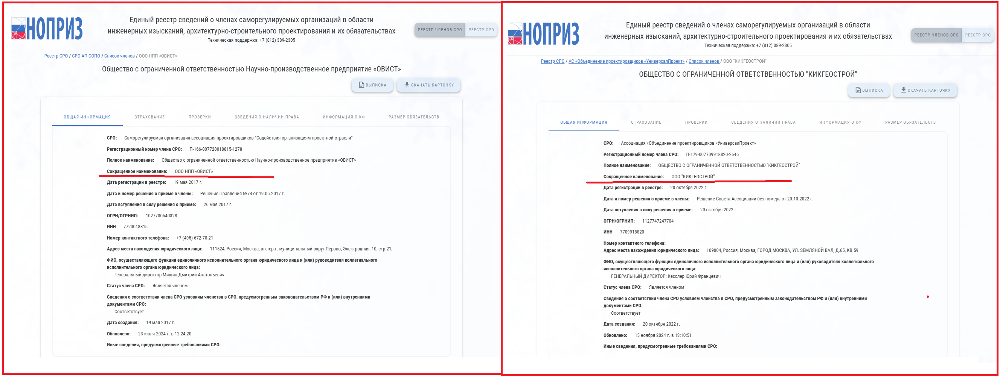 НОПРИЗ
Единый реестр сведений о членах саморегулируемых организаций в области
инженерных изысканий, архитектурно-строительного проектирования и их обязательствах
Техническая поддержка: +7 (812) 389-2305
РЕЕСТР ЧЛЕНОВ СРО РЕЕСТР СРО
Реестр СРО / СРО АП СОПО / Список членов / ООО НПП «ОВИСТ»
Общество с ограниченной ответственностью Научно-производственное предприятие «ОВИСТ»
ВЫПИСКА СКАЧАТЬ КАРТОЧКУ
ОБЩАЯ ИНФОРМАЦИЯ СТРАХОВАНИЕ ПРОВЕРКИ СВЕДЕНИЯ О НАЛИЧИИ ПРАВА ИНФОРМАЦИЯ О КФ РАЗМЕР ОБЯЗАТЕЛЬСТВ
СРО: Саморегулируемая организация ассоциация проектировщиков "Содействия организациям проектной отрасли"
Регистрационный номер члена СРО: П-166-007720018815-1278
Полное наименование: Общество с ограниченной ответственностью Научно-производственное предприятие «ОВИСТ»
Сокращенное наименование: ООО НПП «ОВИСТ»
Дата регистрации в реестре: 19 мая 2017 г.
Дата и номер решения о приеме в члены: Решение Правления №74 от 19.05.2017 г.
Дата вступления в силу решения о приеме: 26 мая 2017 г.
ОГРН/ОГРНИП: 1027700540328
ИНН 7720018815
Номер контактного телефона: +7 (495) 672-70-21
Адрес места нахождения юридического лица: 111524, Россия, Москва, вн.тер.г. муниципальный округ Перово, Электродная, 10, стр.21,
ФИО, осуществляющего функции единоличного исполнительного органа юридического лица и (или) руководителя коллегиального
исполнительного органа юридического лица:
Генеральный директор Мишин Дмитрий Анатольевич
Статус члена СРО: Является членом
Сведения о соответствии члена СРО условиям членства в СРО, предусмотренным законодательством РФ и (или) внутренними
документами СРО:
Соответствует
Дата создания: 19 мая 2017 г.
Обновлено: 23 июля 2024 г. в 12:24:20
Иные сведения, предусмотренные требованиями СРО:
НОПРИЗ
Единый реестр сведений о членах саморегулируемых организаций в области
инженерных изысканий, архитектурно-строительного проектирования и их обязательствах
Техническая поддержка: +7 (812) 389-2305
РЕЕСТР ЧЛЕНОВ СРО РЕЕСТР СРО
Реестр СРО / АС «Объединение проектировщиков «УниверсалПроект» / Список членов / ООО "КИКГЕОСТРОЙ"
ОБЩЕСТВО С ОГРАНИЧЕННОЙ ОТВЕТСТВЕННОСТЬЮ "КИКГЕОСТРОЙ"
ВЫПИСКА СКАЧАТЬ КАРТОЧКУ
ОБЩАЯ ИНФОРМАЦИЯ СТРАХОВАНИЕ ПРОВЕРКИ СВЕДЕНИЯ О НАЛИЧИИ ПРАВА ИНФОРМАЦИЯ О КФ РАЗМЕР ОБЯЗАТЕЛЬСТВ
СРО: Ассоциация «Объединение проектировщиков «УниверсалПроект»
Регистрационный номер члена СРО: П-179-007709918820-2646
Полное наименование: ОБЩЕСТВО С ОГРАНИЧЕННОЙ ОТВЕТСТВЕННОСТЬЮ "КИКГЕОСТРОЙ"
Сокращенное наименование: ООО "КИКГЕОСТРОЙ"
Дата регистрации в реестре: 20 октября 2022 г.
Дата и номер решения о приеме в члены: Решение Совета Ассоциации без номера от 20.10.2022 г.
Дата вступления в силу решения о приеме: 20 октября 2022 г.
ОГРН/ОГРНИП: 1127747247704
ИНН 7709918820
Номер контактного телефона:
Адрес места нахождения юридического лица: 109004, Россия, Москва, ГОРОД МОСКВА, УЛ. ЗЕМЛЯНОЙ ВАЛ, Д.65, КВ.59
ФИО, осуществляющего функции единоличного исполнительного органа юридического лица и (или) руководителя коллегиального
исполнительного органа юридического лица:
ГЕНЕРАЛЬНЫЙ ДИРЕКТОР: Кесслер Юрий Францевич
Статус члена СРО: Является членом
Сведения о соответствии члена СРО условиям членства в СРО, предусмотренным законодательством РФ и (или) внутренними
документами СРО:
Соответствует
Дата создания: 20 октября 2022 г.
Обновлено: 15 ноября 2024 г. в 13:10:51
Иные сведения, предусмотренные требованиями СРО: